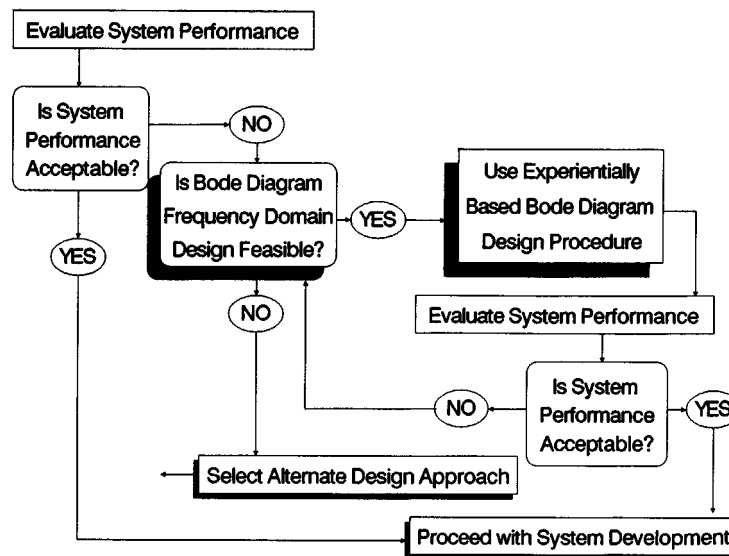 Evaluate System Performance
Is System
Performance
Acceptable?
NO
YES
Is Bode Diagram
Frequency Domain
Design Feasible?
YES
NO
Use Experientially
Based Bode Diagram
Design Procedure
Evaluate System Performance
Is System
Performance
Acceptable?
NO
YES
Select Alternate Design Approach
Proceed with System Development